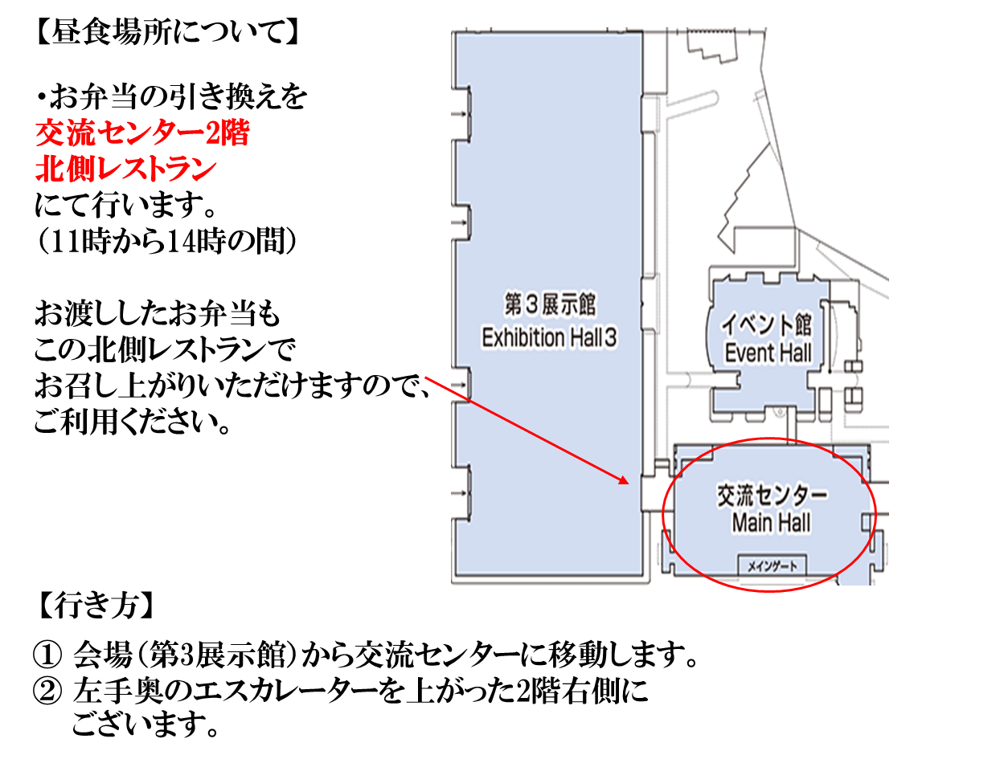 【昼食場所について】
・お弁当の引き換えを
交流センター2階
北側レストラン
にて行います。
（11時から14時の間）
お渡ししたお弁当も
この北側レストランで
お召し上がりいただけますので、
ご利用ください。
第3展示館
Exhibition Hall 3
イベント館
Event Hall
交流センター
Main Hall
メインゲート
【行き方】
① 会場（第3展示館）から交流センターに移動します。
② 左手奥のエスカレーターを上がった2階右側に
ございます。